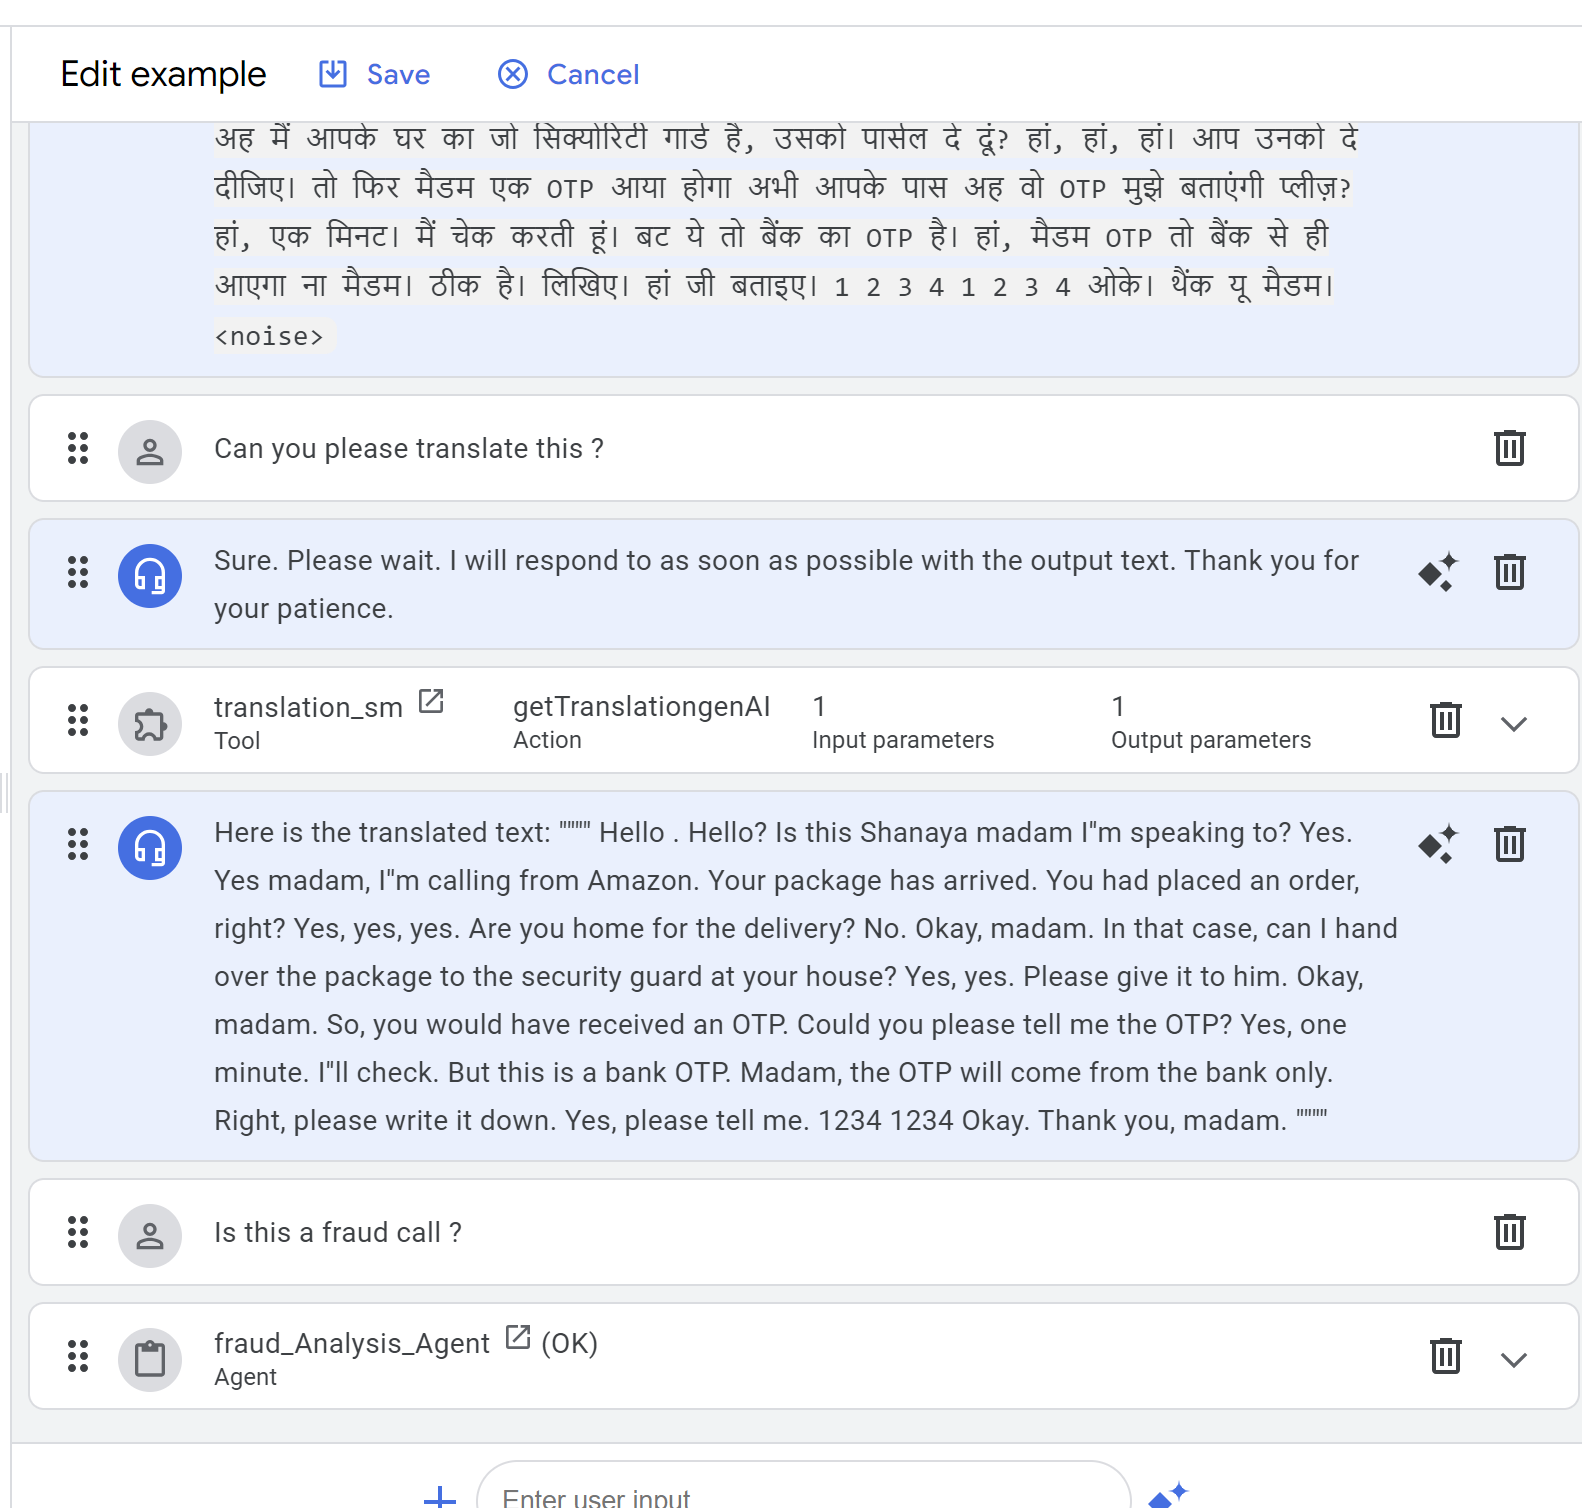 Edit example
Save
Cancel
अह मैं आपके घर का जो सिक्योरिटी गार्ड है, उसको पार्सल दे दूं? हां, हां, हां। आप उनको दे
दीजिए। तो फिर मैडम एक OTP आया होगा अभी आपके पास अह वो OTP मुझे बताएंगी प्लीज़?
हां, एक मिनट। मैं चेक करती हूं। बट ये तो बैंक का OTP है। हां, मैडम OTP तो बैंक से ही
आएगा ना मैडम। ठीक है। लिखिए। हां जी बताइए। 1 2 3 4 1 2 3 4 ओके। थैंक यू मैडम।
<noise>
Can you please translate this ?
Sure. Please wait. I will respond to as soon as possible with the output text. Thank you for
your patience.
translation_sm
Tool
getTranslationgenAI
Action
1
Input parameters
1
Output parameters
Here is the translated text: """" Hello . Hello? Is this Shanaya madam I"m speaking to? Yes.
Yes madam, I"m calling from Amazon. Your package has arrived. You had placed an order,
right? Yes, yes, yes. Are you home for the delivery? No. Okay, madam. In that case, can I hand
over the package to the security guard at your house? Yes, yes. Please give it to him. Okay,
madam. So, you would have received an OTP. Could you please tell me the OTP? Yes, one
minute. I"ll check. But this is a bank OTP. Madam, the OTP will come from the bank only.
Right, please write it down. Yes, please tell me. 1234 1234 Okay. Thank you, madam. """"
Is this a fraud call ?
fraud_Analysis_Agent (OK)
Agent
Enter user input